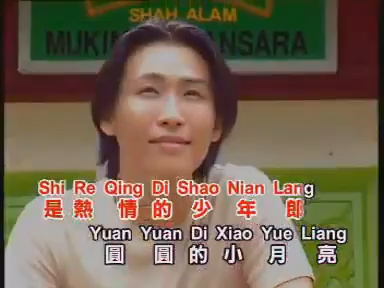 SHAH ALAM
Shi Re Qing Di Shao Nian Lang
是熱情的少年郎
Yuan Yuan Di Xiao Yue Liang
圓圓的小月亮